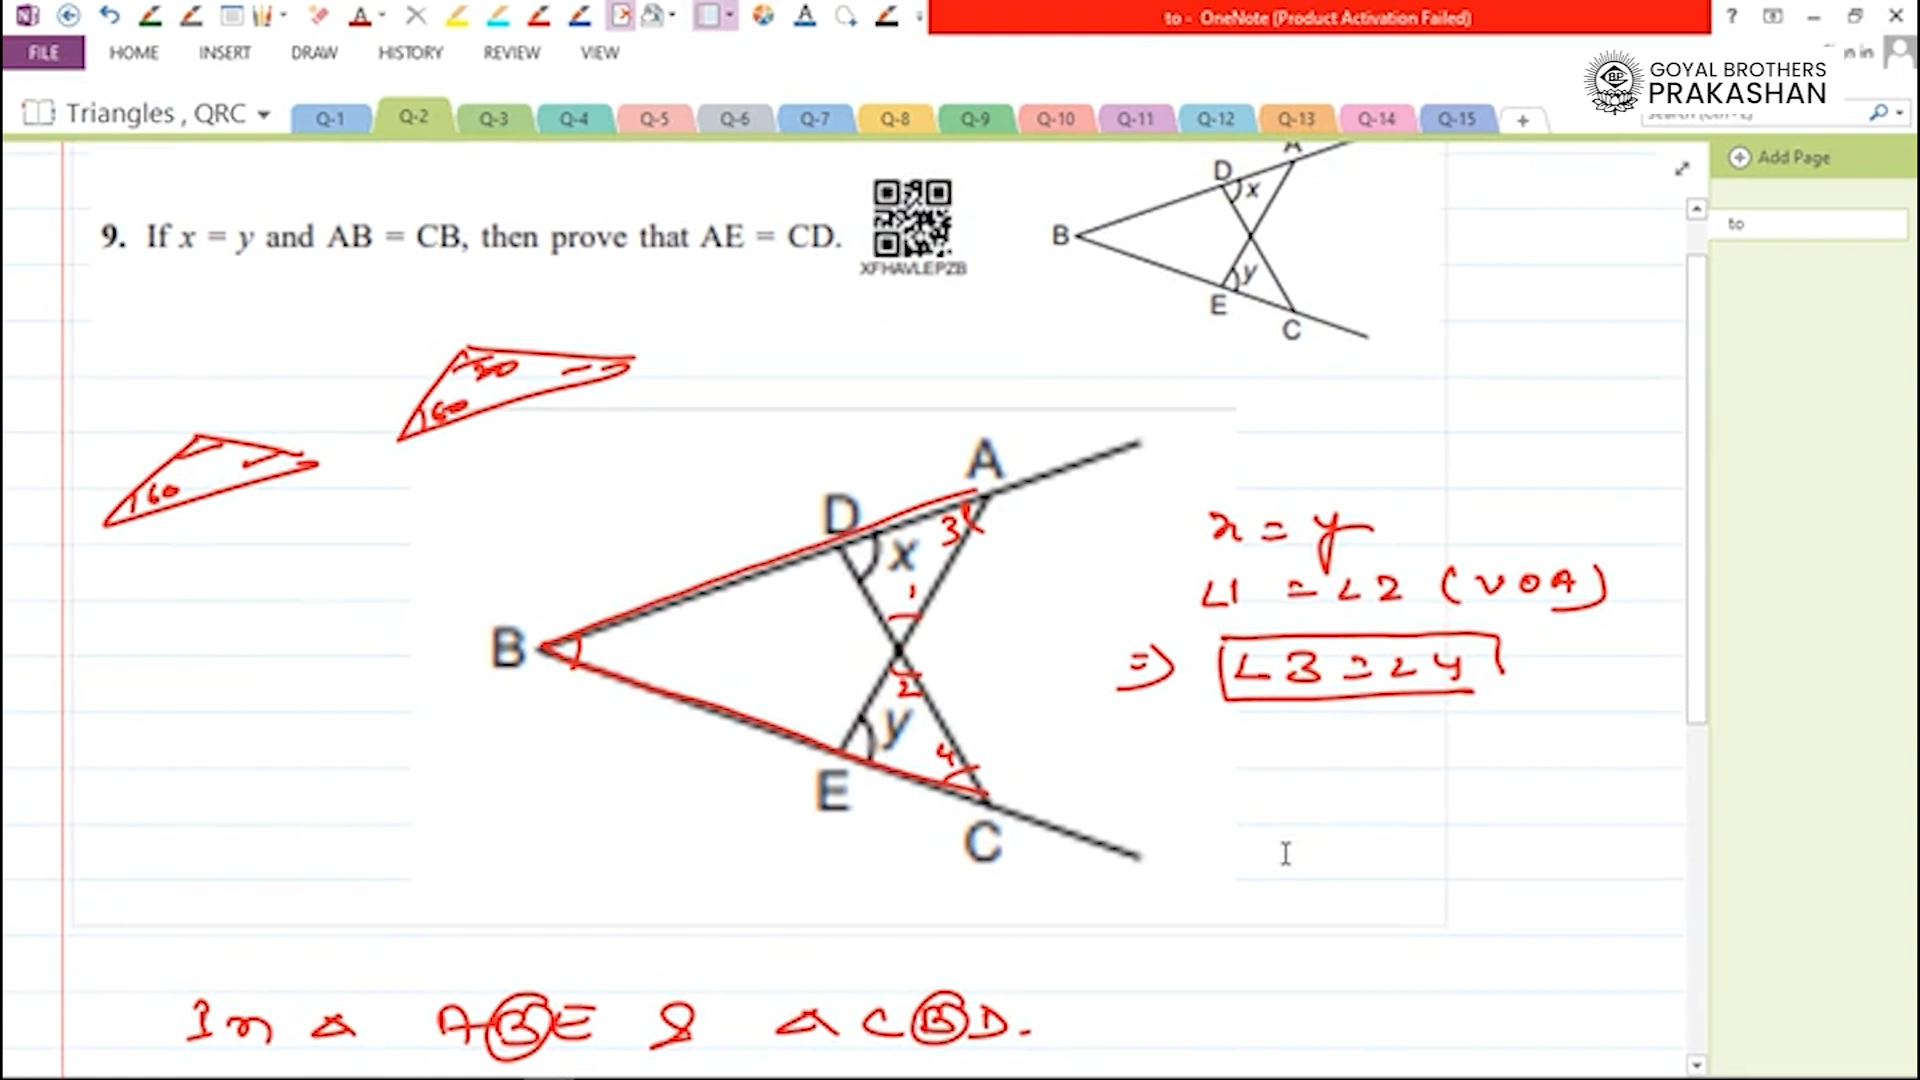 to - OneNote (Product Activation Failed)
FILE HOME INSERT DRAW HISTORY REVIEW VIEW
GOYAL BROTHERS
PRAKASHAN
Triangles , QRC
Q-1 Q-2 Q-3 Q-4 Q-5 Q-6 Q-7 Q-8 Q-9 Q-10 Q-11 Q-12 Q-13 Q-14 Q-15 +
Add Page
to
9. If x = y and AB = CB, then prove that AE = CD.
XFHAVLEPZB
A
D x
B
y
E
C
60
60
A
D
x
3
1
B
2
y
4
E
C
x = y
∠1 = ∠2 (VOA)
⇒ ∠3 = ∠4
In △ ABE & △ CBD.